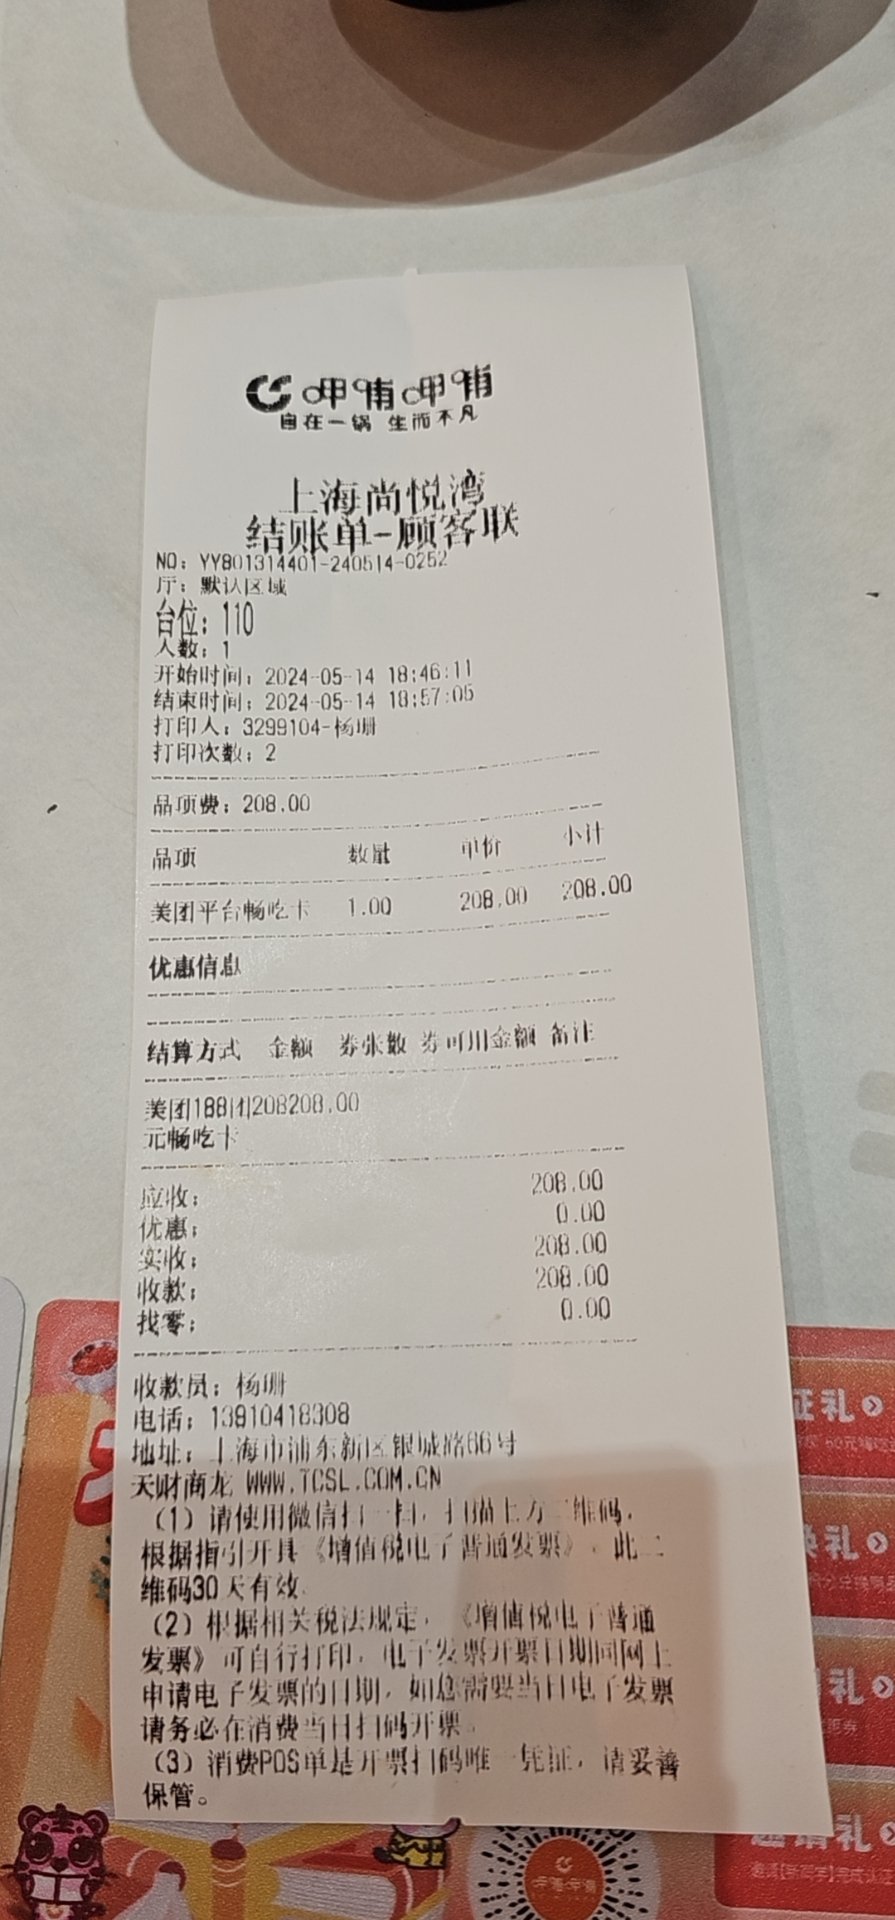 呷哺呷哺
自在一锅 生而不凡
上海尚悦湾
结账单-顾客联
NO: YY801314401-240514-0252
厅: 默认区域
台位: 110
人数: 1
开始时间: 2024-05-14 18:46:11
结束时间: 2024-05-14 18:57:05
打印人: 3299104-杨珊
打印次数: 2
品项费: 208.00
品项 数量 单价 小计
美团平台畅吃卡 1.00 208.00 208.00
优惠信息
结算方式 金额 券张数 券可用金额 备注
美团188团208208.00
元畅吃卡
应收: 208.00
优惠: 0.00
实收: 208.00
收款: 208.00
找零: 0.00
收款员: 杨珊
电话: 13910418308
地址: 上海市浦东新区银城路66号
天财商龙 WWW.TCSL.COM.CN
(1) 请使用微信扫一扫, 扫描上方二维码,
根据指引开具《增值税电子普通发票》, 此二
维码30天有效.
(2) 根据相关税法规定, 《增值税电子普通
发票》可自行打印, 电子发票开票日期同网上
申请电子发票的日期, 如您需要当日电子发票
请务必在消费当日扫码开票.
(3) 消费POS单是开票扫码唯一凭证, 请妥善
保管。
证礼
换礼
礼
邀请礼